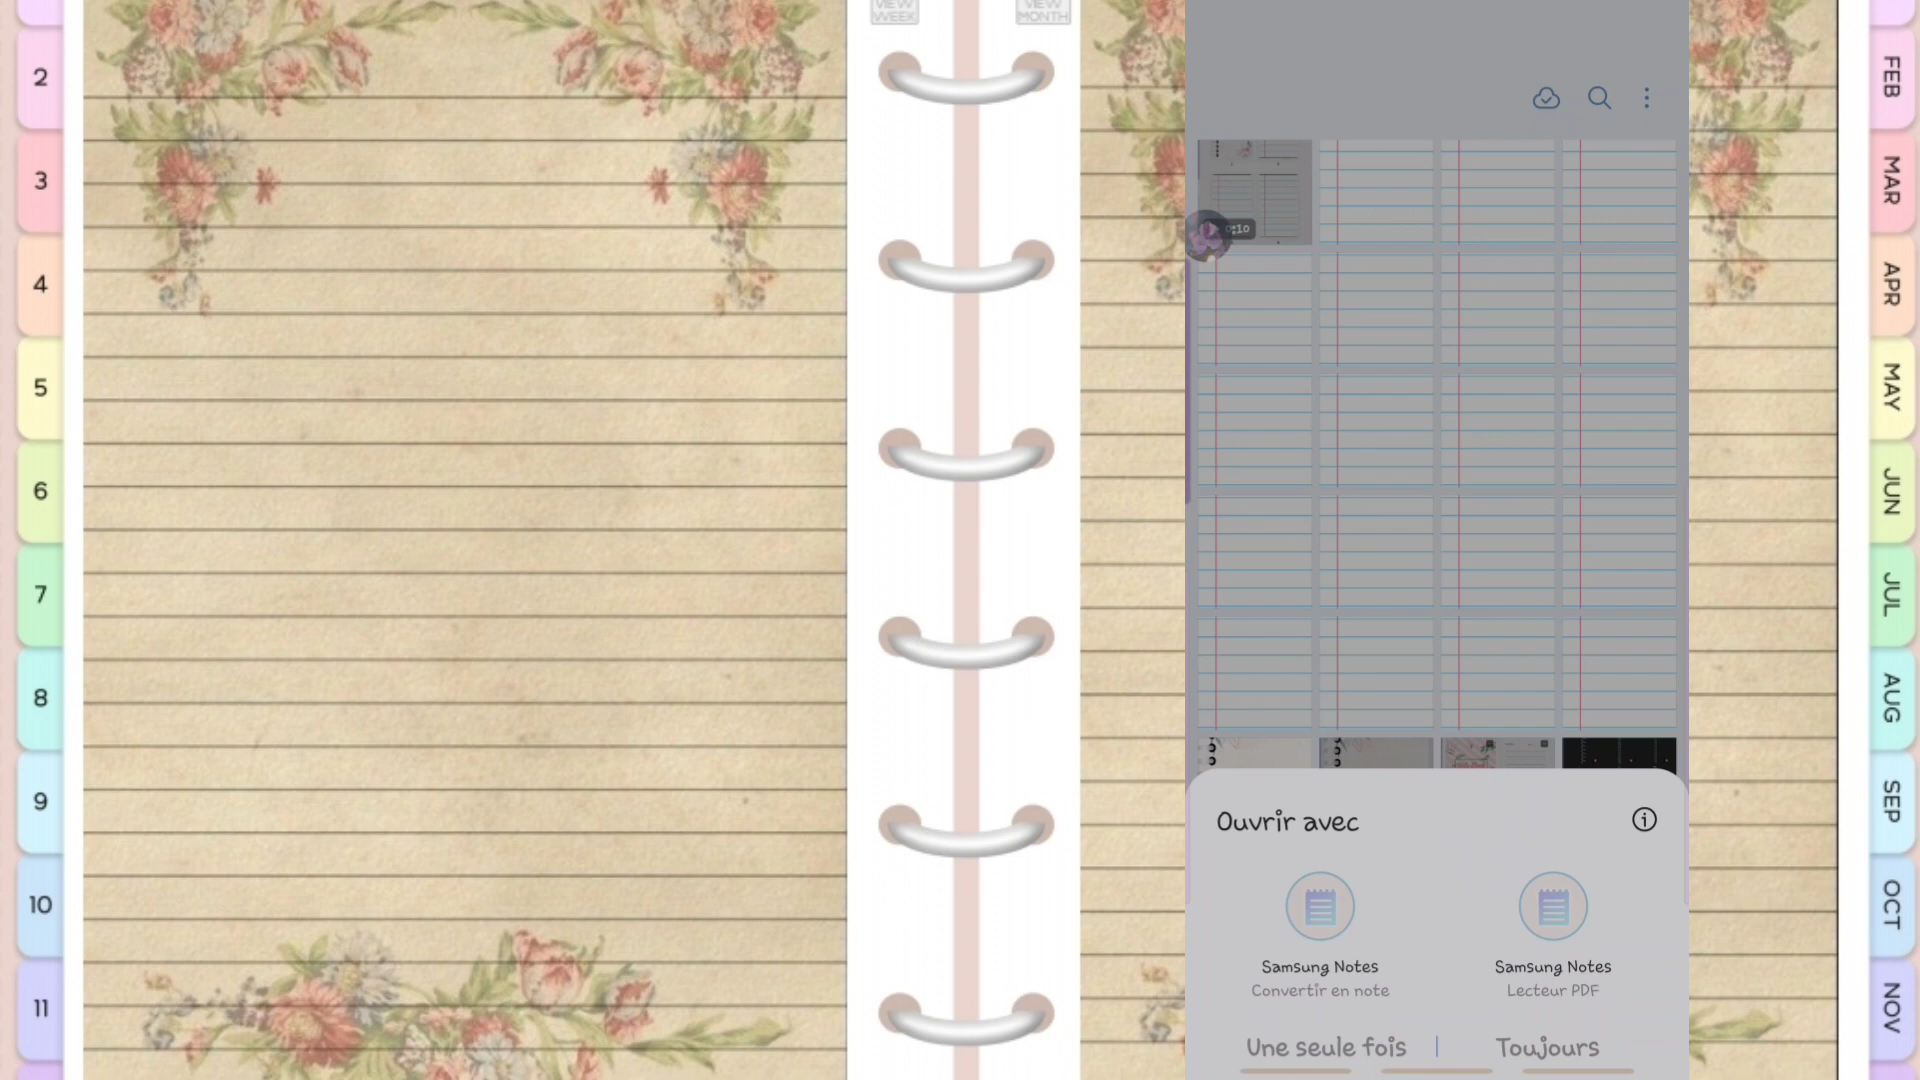 VIEW WEEK
VIEW MONTH
2
3
4
5
6
7
8
9
10
11
FEB
MAR
APR
MAY
JUN
JUL
AUG
SEP
OCT
NOV
Ouvrir avec
Samsung Notes
Convertir en note
Samsung Notes
Lecteur PDF
Une seule fois
Toujours